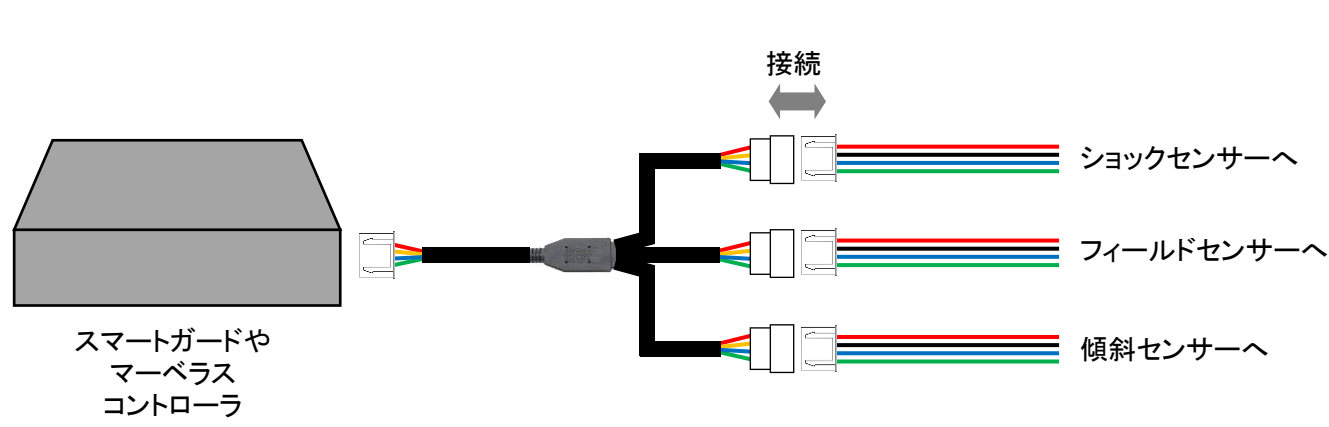 接続
ショックセンサーへ
フィールドセンサーへ
傾斜センサーへ
スマートガードや
マーベラス
コントローラ